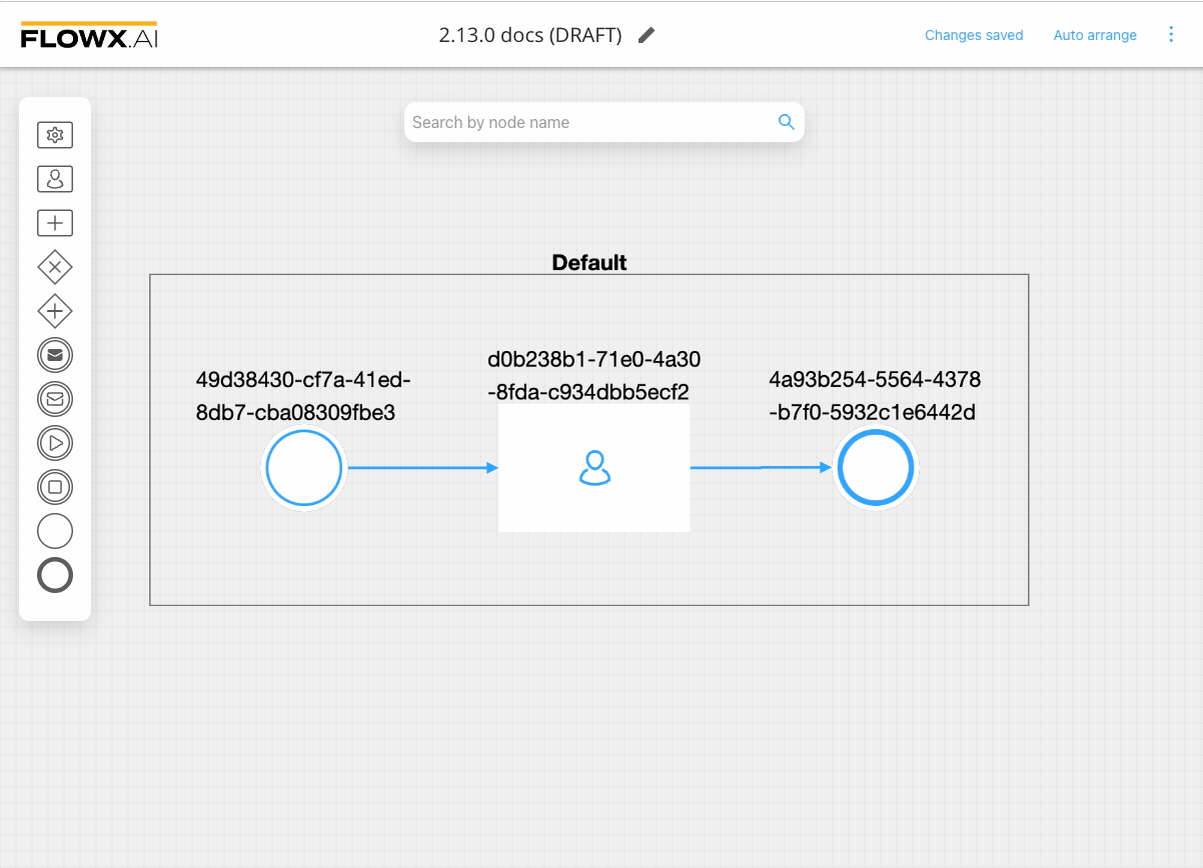 FLOWX.AI
2.13.0 docs (DRAFT)
Changes saved
Auto arrange
Search by node name
Default
49d38430-cf7a-41ed-
8db7-cba08309fbe3
d0b238b1-71e0-4a30
-8fda-c934dbb5ecf2
4a93b254-5564-4378
-b7f0-5932c1e6442d